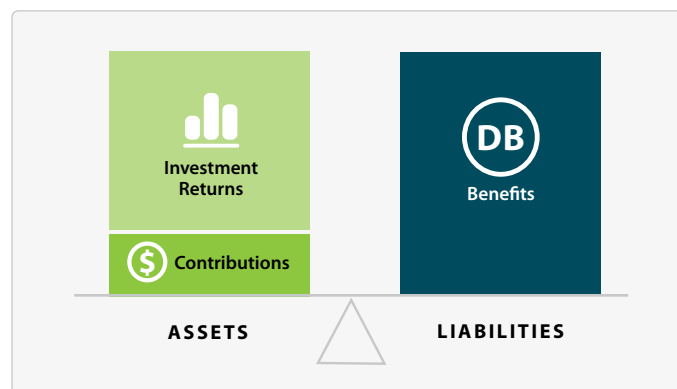 Investment
Returns
$ Contributions
DB
Benefits
ASSETS
LIABILITIES